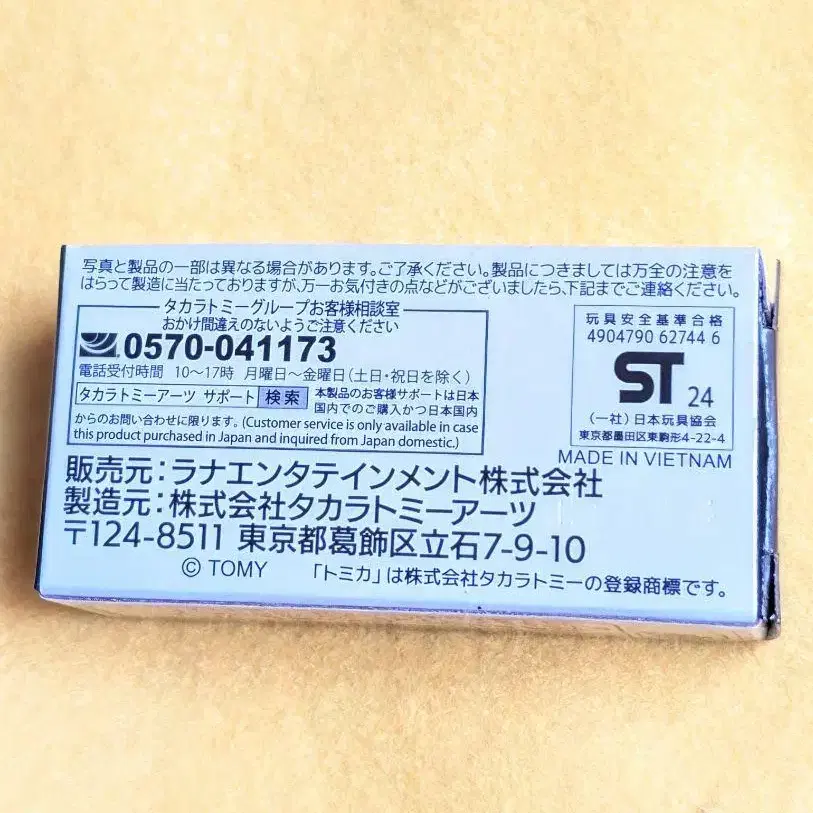 写真と製品の一部は異なる場合があります。ご了承ください。製品につきましては万全の注意を
はらって製造に当たっておりますが、万一お気付きの点などがございましたら、下記までご連絡ください。
タカラトミーグループお客様相談室
おかけ間違えのないようご注意ください
0570-041173
電話受付時間 10〜17時 月曜日〜金曜日(土日・祝日を除く)
タカラトミーアーツ サポート 検索
本製品のお客様サポートは日本
国内でのご購入かつ日本国内
からのお問い合わせに限ります。(Customer service is only available in case
this product purchased in Japan and inquired from Japan domestic.)
玩具安全基準合格
4904790 62744 6
ST 24
(一社)日本玩具協会
東京都墨田区東駒形4-22-4
MADE IN VIETNAM
販売元:ラナエンタテインメント株式会社
製造元:株式会社タカラトミーアーツ
〒124-8511 東京都葛飾区立石7-9-10
© TOMY 「トミカ」は株式会社タカラトミーの登録商標です。